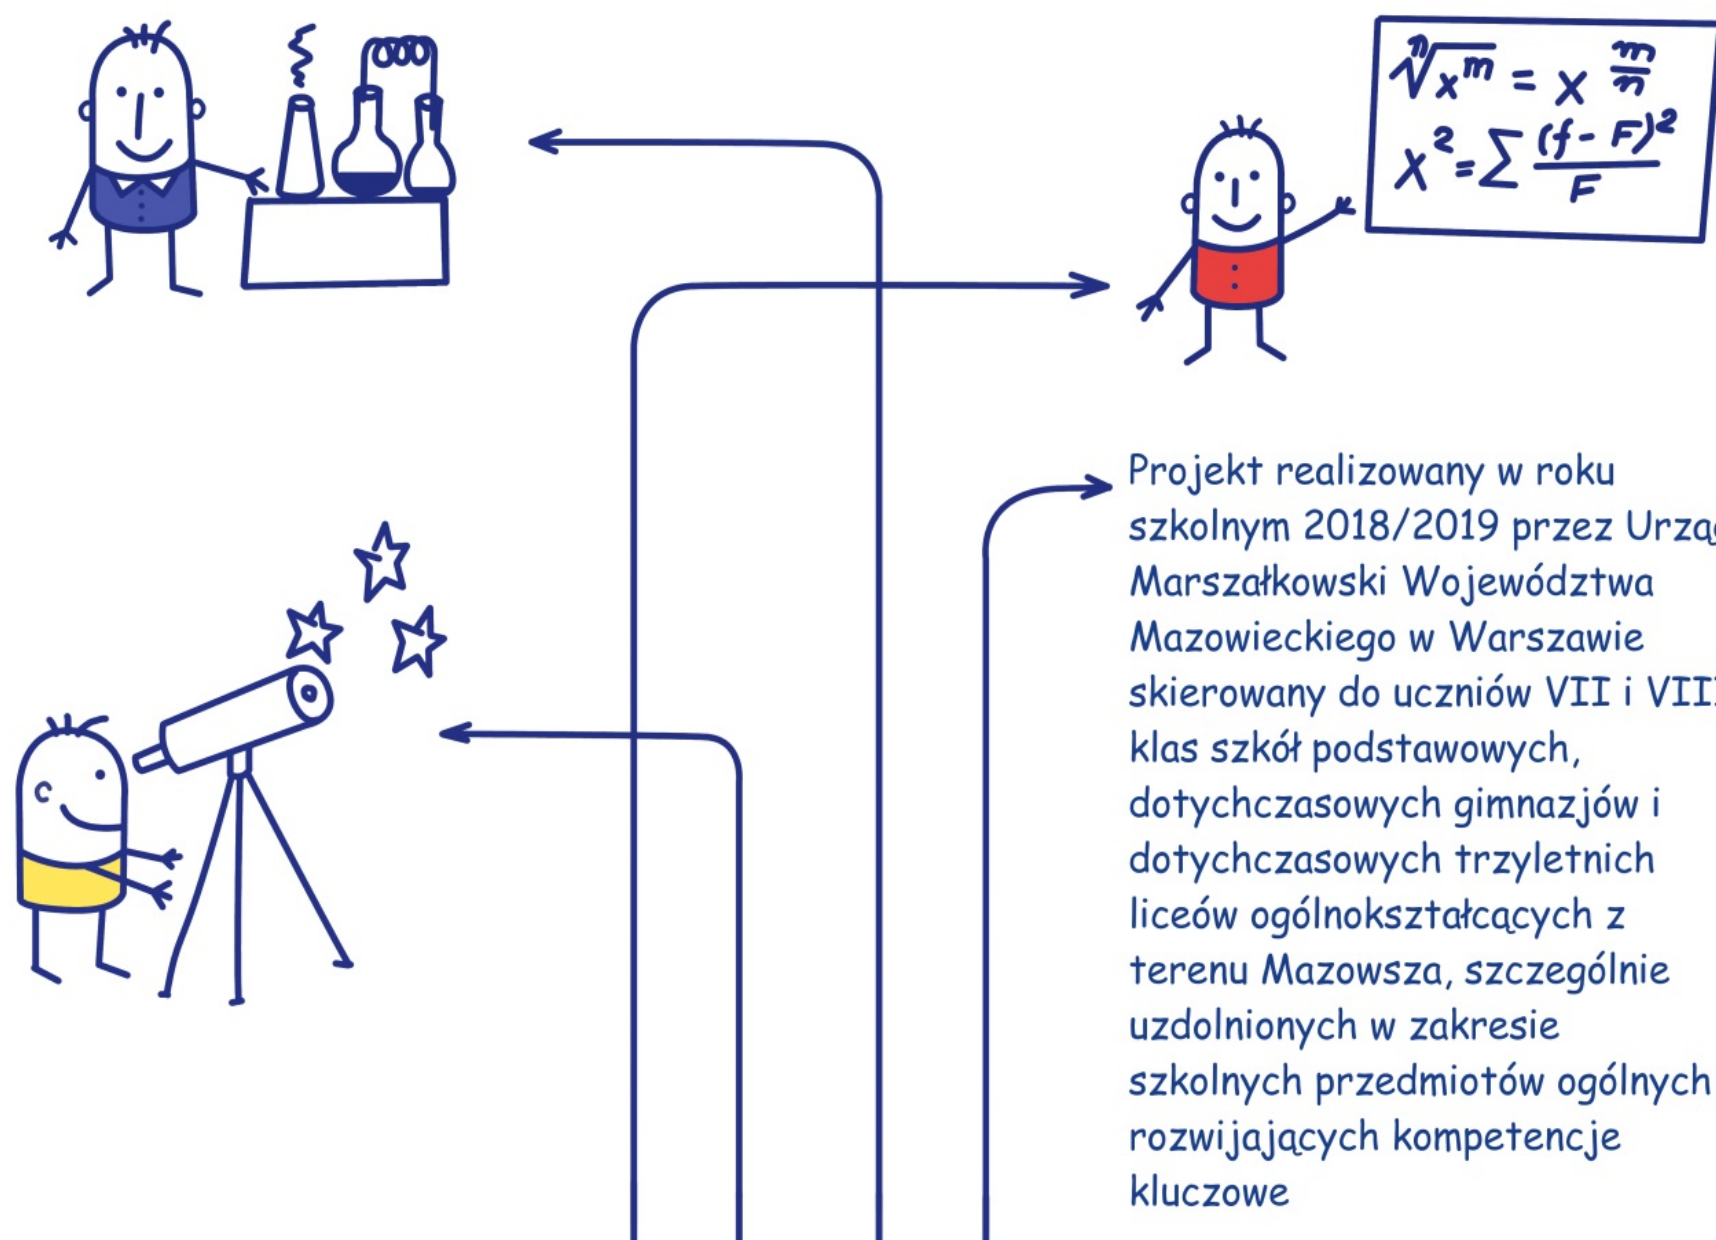 ⁿ√xᵐ = x m/n
X² = Σ (f - F)² / F
Projekt realizowany w roku
szkolnym 2018/2019 przez
Marszałkowski Województwa
Mazowieckiego w Warszawie
skierowany do uczniów VII i VIII
klas szkół podstawowych,
dotychczasowych gimnazjów i
dotychczasowych trzyletnich
liceów ogólnokształcących z
terenu Mazowsza, szczególnie
uzdolnionych w zakresie
szkolnych przedmiotów ogólnych
rozwijających kompetencje
kluczowe